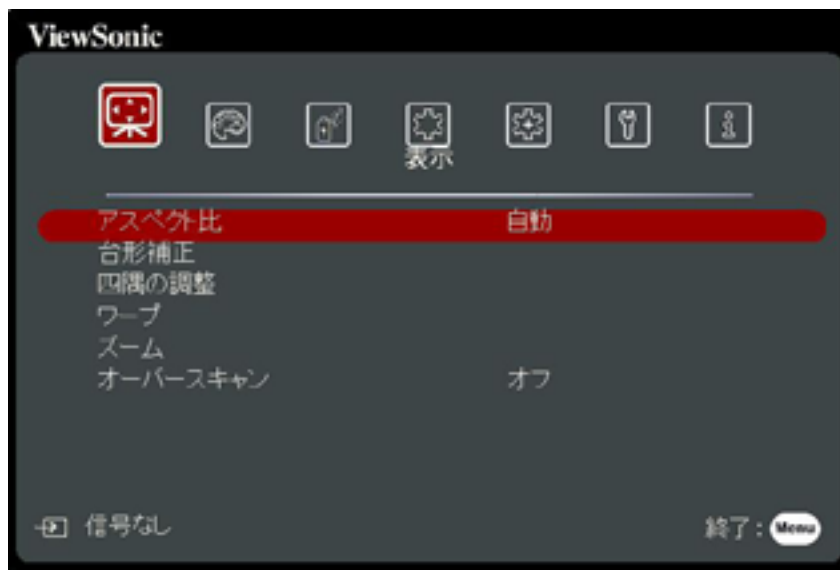 ViewSonic
表示
アスペクト比 自動
台形補正
四隅の調整
ワープ
ズーム
オーバースキャン オフ
信号なし 終了: Menu